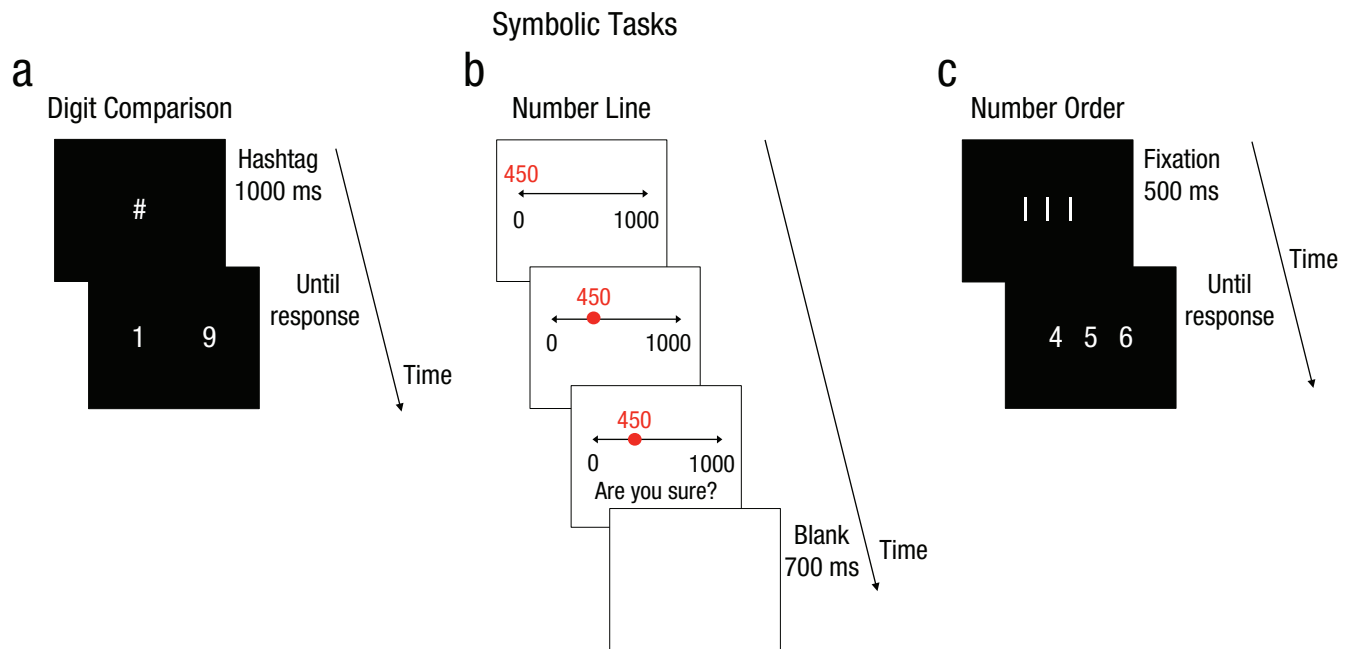 Symbolic Tasks
a
Digit Comparison
#
Hashtag
1000 ms
1 9
Until
response
Time
b
Number Line
450
0 1000
450
0 1000
450
0 1000
Are you sure?
Blank
700 ms
Time
c
Number Order
| | |
Fixation
500 ms
4 5 6
Until
response
Time